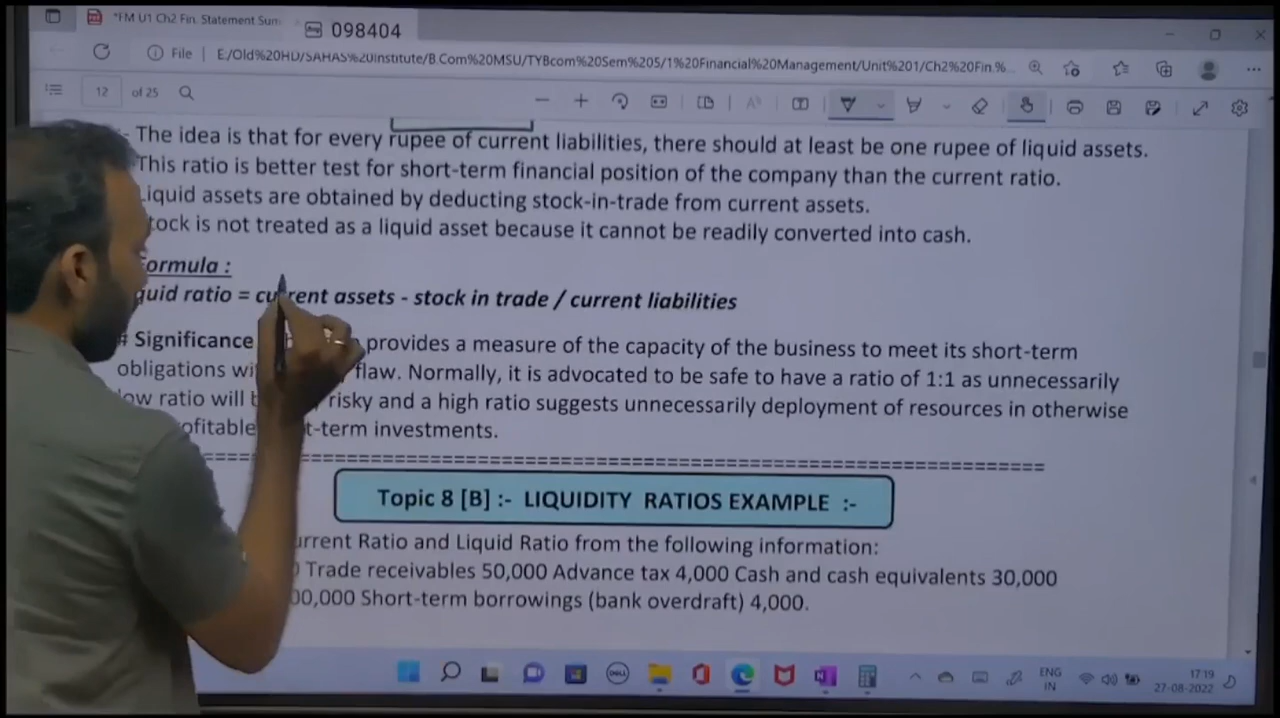 *FM U1 Ch2 Fin. Statement Sum
098404
File
E:/Old%20HD/SAHAS%20Institute/B.Com%20MSU/TYBcom%20Sem%205/1%20Financial%20Management/Unit%201/Ch2%20Fin.%...
12 of 25
- The idea is that for every rupee of current liabilities, there should at least be one rupee of liquid assets.
This ratio is better test for short-term financial position of the company than the current ratio.
iquid assets are obtained by deducting stock-in-trade from current assets.
tock is not treated as a liquid asset because it cannot be readily converted into cash.
ormula :
quid ratio = current assets - stock in trade / current liabilities
# Significance provides a measure of the capacity of the business to meet its short-term
obligations flaw. Normally, it is advocated to be safe to have a ratio of 1:1 as unnecessarily
low ratio will risky and a high ratio suggests unnecessarily deployment of resources in otherwise
ofitable t-term investments.
====================================================================
Topic 8 [B] :- LIQUIDITY RATIOS EXAMPLE :-
urrent Ratio and Liquid Ratio from the following information:
Trade receivables 50,000 Advance tax 4,000 Cash and cash equivalents 30,000
00,000 Short-term borrowings (bank overdraft) 4,000.
DELL
ENG
IN
17:19
27-08-2022